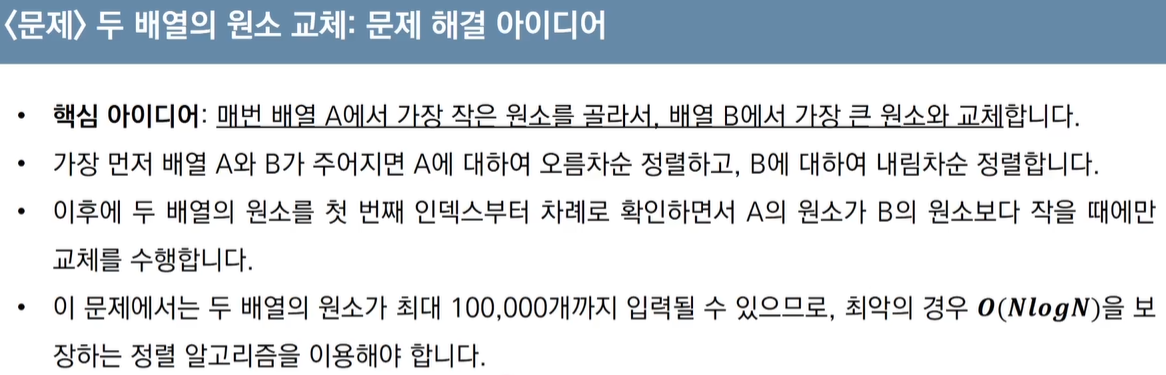 <문제> 두 배열의 원소 교체: 문제 해결 아이디어
• 핵심 아이디어: 매번 배열 A에서 가장 작은 원소를 골라서, 배열 B에서 가장 큰 원소와 교체합니다.
• 가장 먼저 배열 A와 B가 주어지면 A에 대하여 오름차순 정렬하고, B에 대하여 내림차순 정렬합니다.
• 이후에 두 배열의 원소를 첫 번째 인덱스부터 차례로 확인하면서 A의 원소가 B의 원소보다 작을 때에만
교체를 수행합니다.
• 이 문제에서는 두 배열의 원소가 최대 100,000개까지 입력될 수 있으므로, 최악의 경우 O(NlogN)을 보
장하는 정렬 알고리즘을 이용해야 합니다.